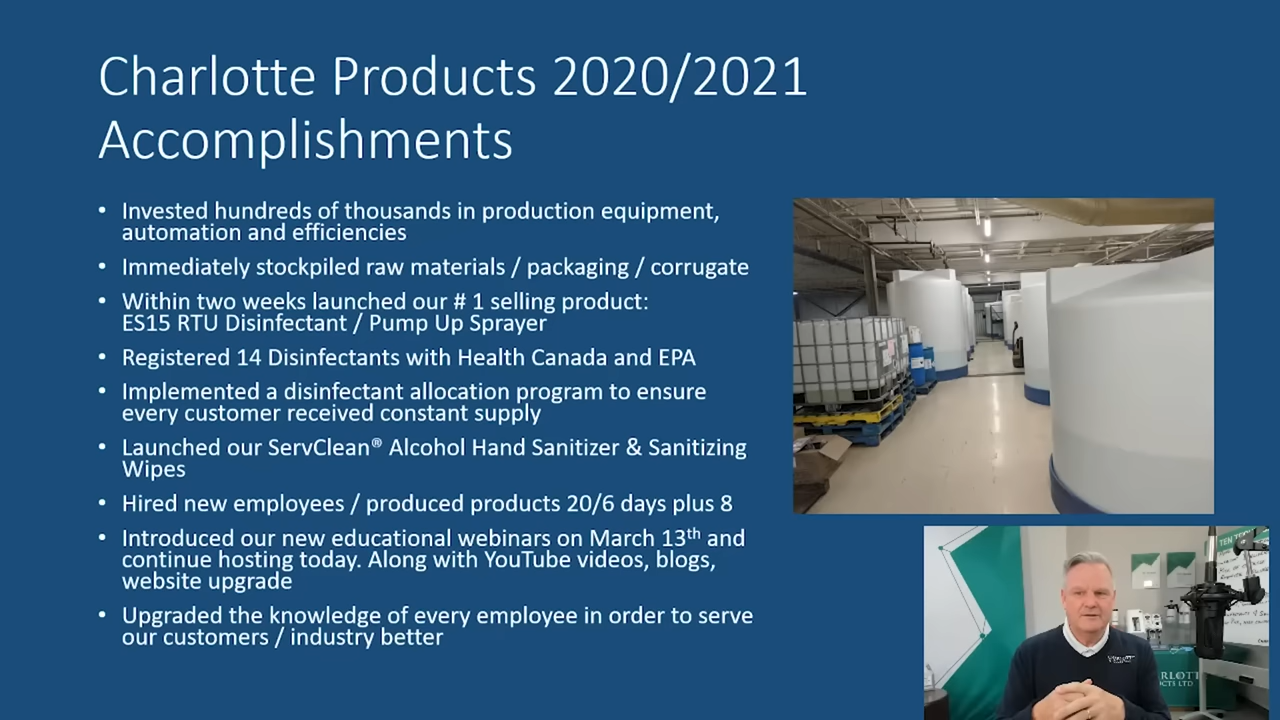 Charlotte Products 2020/2021
Accomplishments
• Invested hundreds of thousands in production equipment,
automation and efficiencies
• Immediately stockpiled raw materials / packaging / corrugate
• Within two weeks launched our # 1 selling product:
ES15 RTU Disinfectant / Pump Up Sprayer
• Registered 14 Disinfectants with Health Canada and EPA
• Implemented a disinfectant allocation program to ensure
every customer received constant supply
• Launched our ServClean® Alcohol Hand Sanitizer & Sanitizing
Wipes
• Hired new employees / produced products 20/6 days plus 8
• Introduced our new educational webinars on March 13th and
continue hosting today. Along with YouTube videos, blogs,
website upgrade
• Upgraded the knowledge of every employee in order to serve
our customers / industry better
TEN